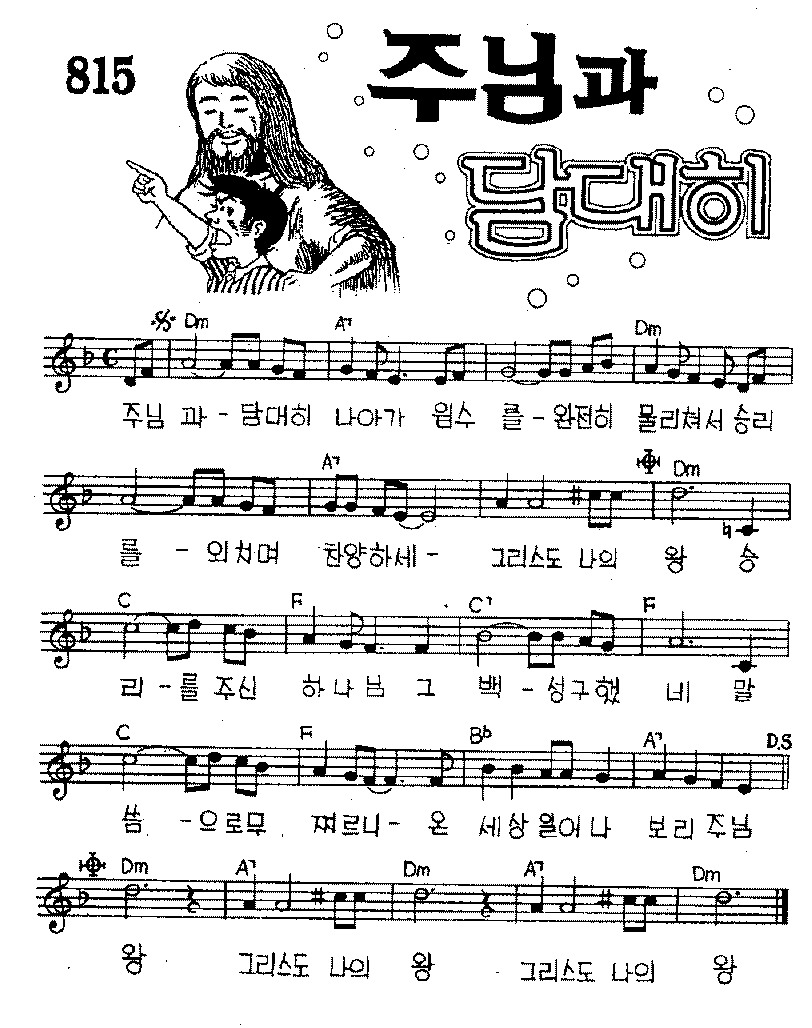 815
주님과
담대히
Dm A7 Dm
주님 과 - 담대히 나아가 원수 를 - 완전히 물리쳐서 승리
A7 Dm
를 - 외치며 찬양하세 - 그리스도 나의 왕 승
C F C7 F
리 - 를 주신 하나님 그 백 - 성구했 네 말
C F Bb A7 D.S
씀 - 으로무 찌르니 - 온 세상 일어나 보리 주님
Dm A7 Dm A7 Dm
왕 그리스도 나의 왕 그리스도 나의 왕